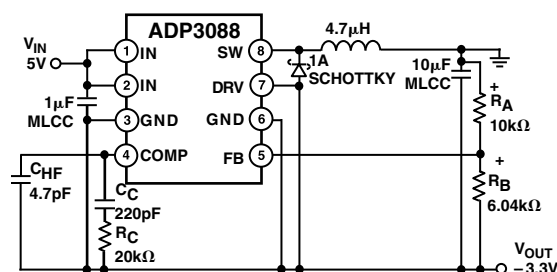 ADP3088
V_IN
5V
1 IN
2 IN
3 GND
4 COMP
SW 8
DRV 7
GND 6
FB 5
1μF
MLCC
C_HF
4.7pF
C_C
220pF
R_C
20kΩ
1A
SCHOTTKY
4.7μH
10μF
MLCC
+
R_A
10kΩ
+
R_B
6.04kΩ
V_OUT
–3.3V